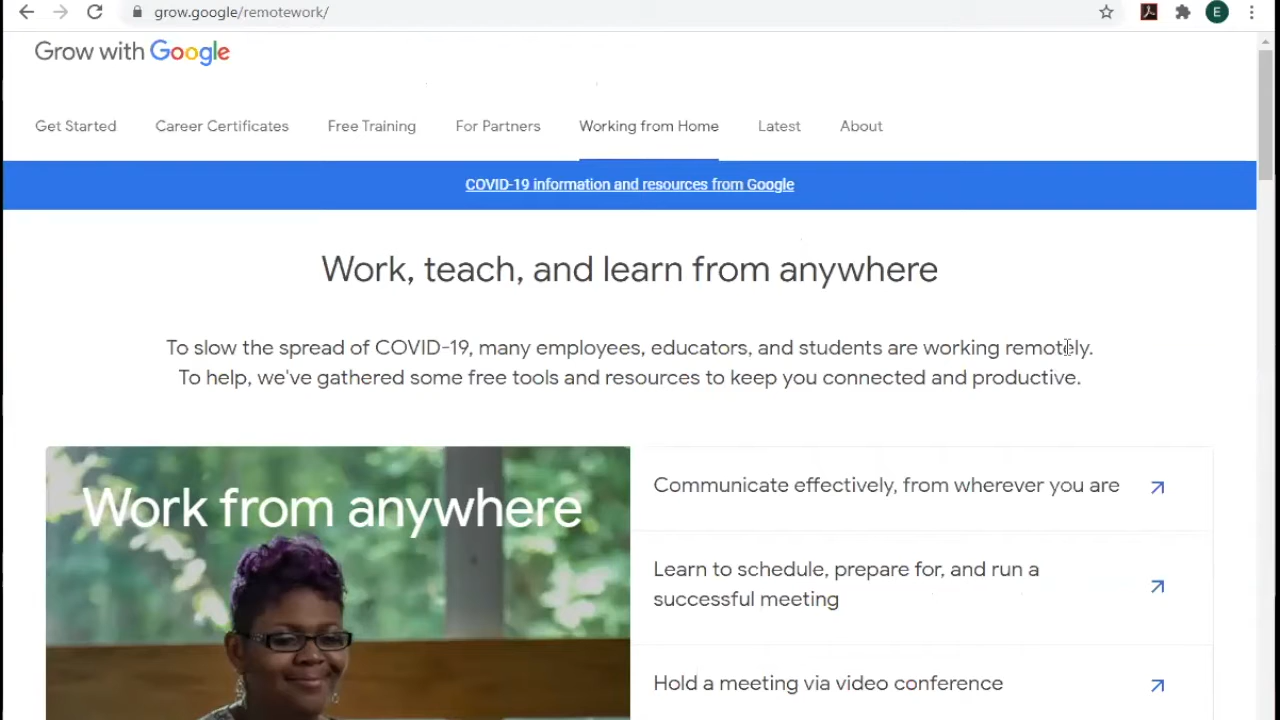 grow.google/remotework/
E
Grow with Google
Get Started Career Certificates Free Training For Partners Working from Home Latest About
COVID-19 information and resources from Google
Work, teach, and learn from anywhere
To slow the spread of COVID-19, many employees, educators, and students are working remotely.
To help, we've gathered some free tools and resources to keep you connected and productive.
Work from anywhere
Communicate effectively, from wherever you are
Learn to schedule, prepare for, and run a
successful meeting
Hold a meeting via video conference